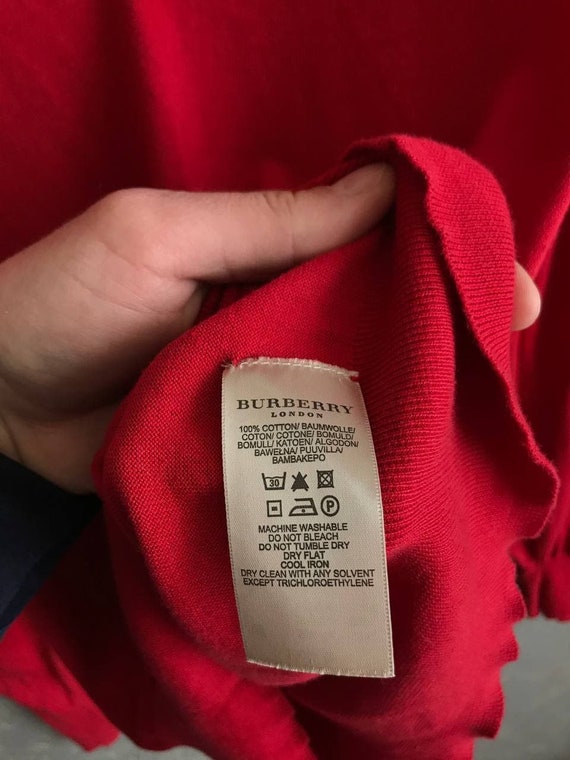 BURBERRY
LONDON
100% COTTON/ BAUMWOLLE/
COTON/ COTONE/ BOMULD/
BOMULL/ KATOEN/ ALGODON/
BAWEŁNA/ PUUVILLA/
BAMBAKEPO
30
P
MACHINE WASHABLE
DO NOT BLEACH
DO NOT TUMBLE DRY
DRY FLAT
COOL IRON
DRY CLEAN WITH ANY SOLVENT
EXCEPT TRICHLOROETHYLENE